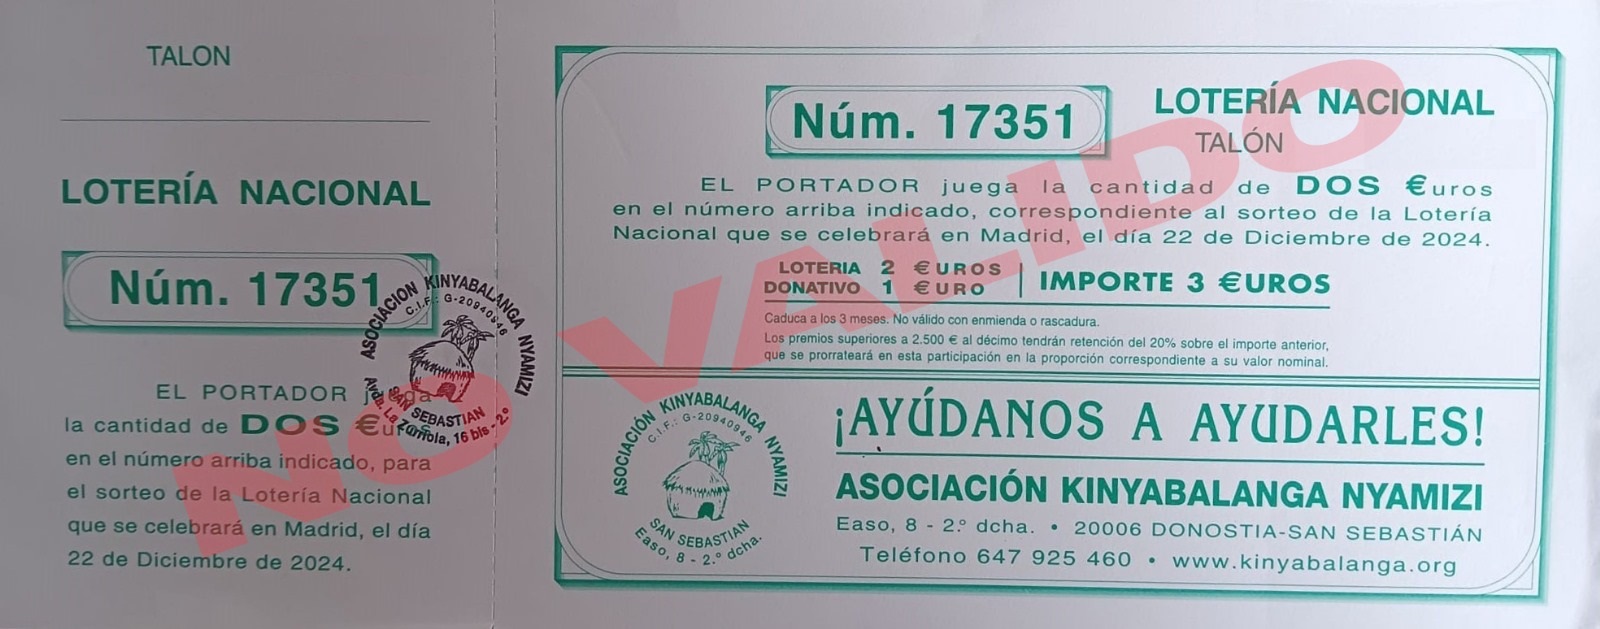 TALON
LOTERÍA NACIONAL
Núm. 17351
EL PORTADOR juega
la cantidad de DOS €uros
en el número arriba indicado, para
el sorteo de la Lotería Nacional
que se celebrará en Madrid, el día
22 de Diciembre de 2024.
ASOCIACION KINYABALANGA NYAMIZI
C.I.F.: G-20940946
SAN SEBASTIAN
Avda. La Zurriola, 16 bis - 2.º
NO VALIDO
Núm. 17351
LOTERÍA NACIONAL
TALÓN
EL PORTADOR juega la cantidad de DOS €uros
en el número arriba indicado, correspondiente al sorteo de la Lotería
Nacional que se celebrará en Madrid, el día 22 de Diciembre de 2024.
LOTERIA 2 €UROS
DONATIVO 1 €URO
IMPORTE 3 €UROS
Caduca a los 3 meses. No válido con enmienda o rascadura.
Los premios superiores a 2.500 € al décimo tendrán retención del 20% sobre el importe anterior,
que se prorrateará en esta participación en la proporción correspondiente a su valor nominal.
ASOCIACIÓN KINYABALANGA NYAMIZI
C.I.F.: G-20940946
SAN SEBASTIÁN
Easo, 8 - 2.º dcha.
¡AYÚDANOS A AYUDARLES!
ASOCIACIÓN KINYABALANGA NYAMIZI
Easo, 8 - 2.º dcha. • 20006 DONOSTIA-SAN SEBASTIÁN
Teléfono 647 925 460 • www.kinyabalanga.org